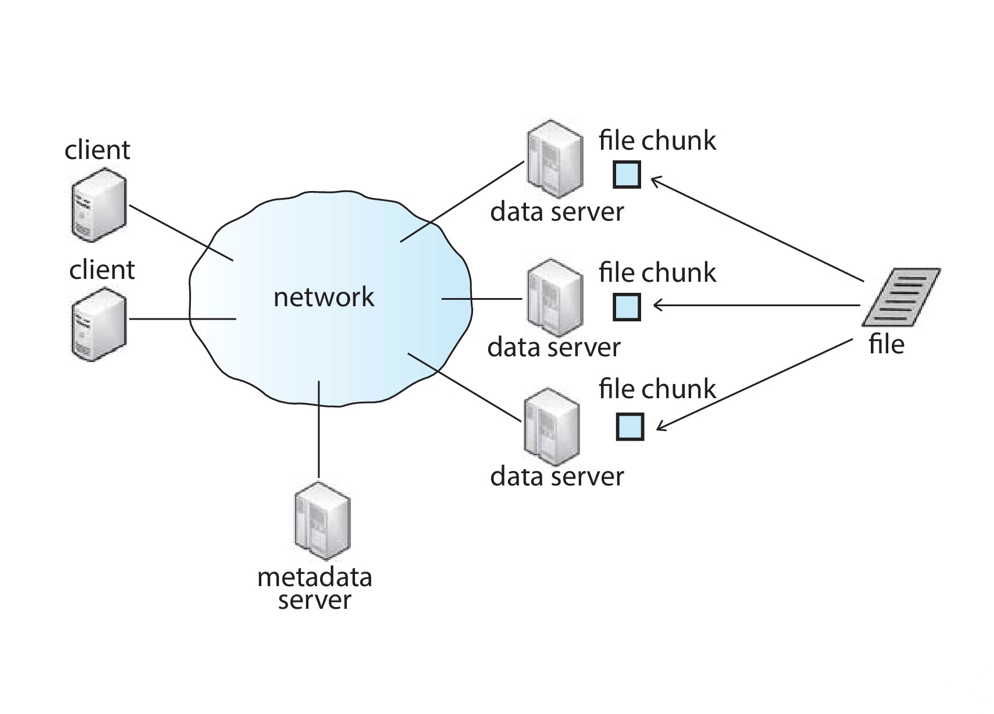 client
client
network
metadata
server
file chunk
data server
file chunk
data server
file chunk
data server
file